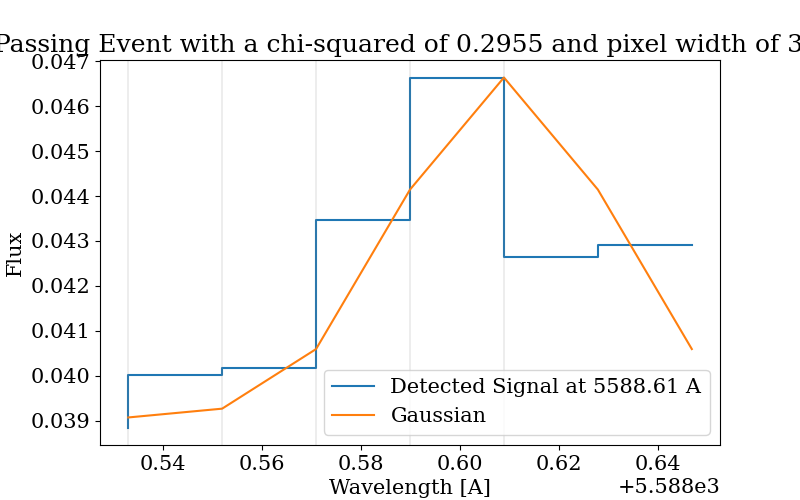 Passing Event with a chi-squared of 0.2955 and pixel width of 3
0.047
0.046
0.045
0.044
0.043
0.042
0.041
0.040
0.039
Flux
Detected Signal at 5588.61 A
Gaussian
0.54 0.56 0.58 0.60 0.62 0.64
Wavelength [A]
+5.588e3